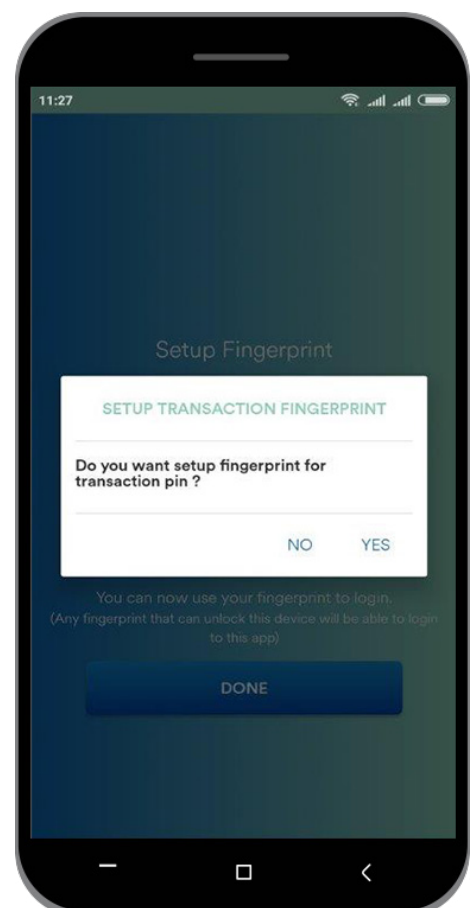 11:27
Setup Fingerprint
SETUP TRANSACTION FINGERPRINT
Do you want setup fingerprint for
transaction pin ?
NO YES
You can now use your fingerprint to login.
(Any fingerprint that can unlock this device will be able to login
to this app)
DONE